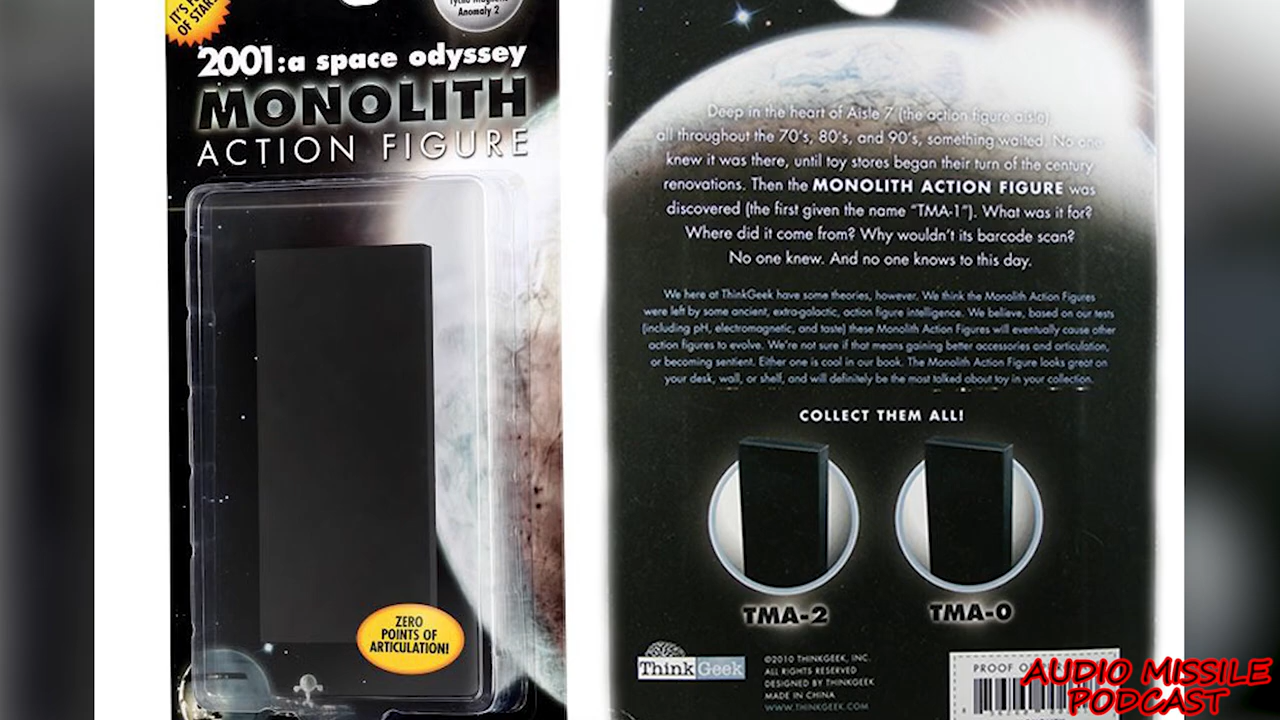 OF STARS!
Anomaly 2
2001: a space odyssey
MONOLITH
ACTION FIGURE
ZERO
POINTS OF
ARTICULATION!
Deep in the heart of Aisle 7 (the action figure aisle)
all throughout the 70's, 80's, and 90's, something waited. No one
knew it was there, until toy stores began their turn of the century
renovations. Then the MONOLITH ACTION FIGURE was
discovered (the first given the name "TMA-1"). What was it for?
Where did it come from? Why wouldn't its barcode scan?
No one knew. And no one knows to this day.
We here at ThinkGeek have some theories, however. We think the Monolith Action Figures
were left by some ancient, extra-galactic, action figure intelligence. We believe, based on our tests
(including pH, electromagnetic, and taste) these Monolith Action Figures will eventually cause other
action figures to evolve. We're not sure if that means gaining better accessories and articulation,
or becoming sentient. Either one is cool in our book. The Monolith Action Figure looks great on
your desk, wall, or shelf, and will definitely be the most talked about toy in your collection.
COLLECT THEM ALL!
TMA-2 TMA-0
ThinkGeek
©2010 THINKGEEK, INC.
ALL RIGHTS RESERVED
DESIGNED BY THINKGEEK
MADE IN CHINA
WWW.THINKGEEK.COM
PROOF
AUDIO MISSILE
PODCAST